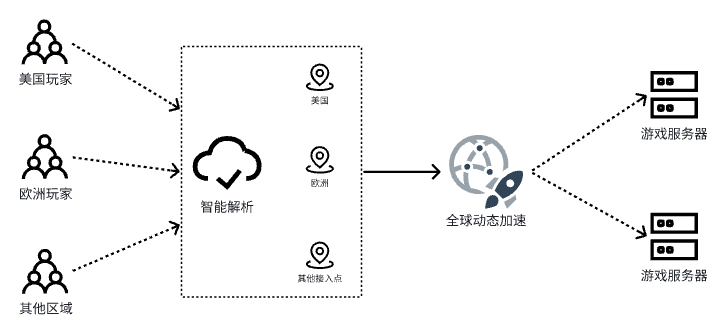 美国玩家
欧洲玩家
其他区域
智能解析
美国
欧洲
其他接入点
全球动态加速
游戏服务器
游戏服务器